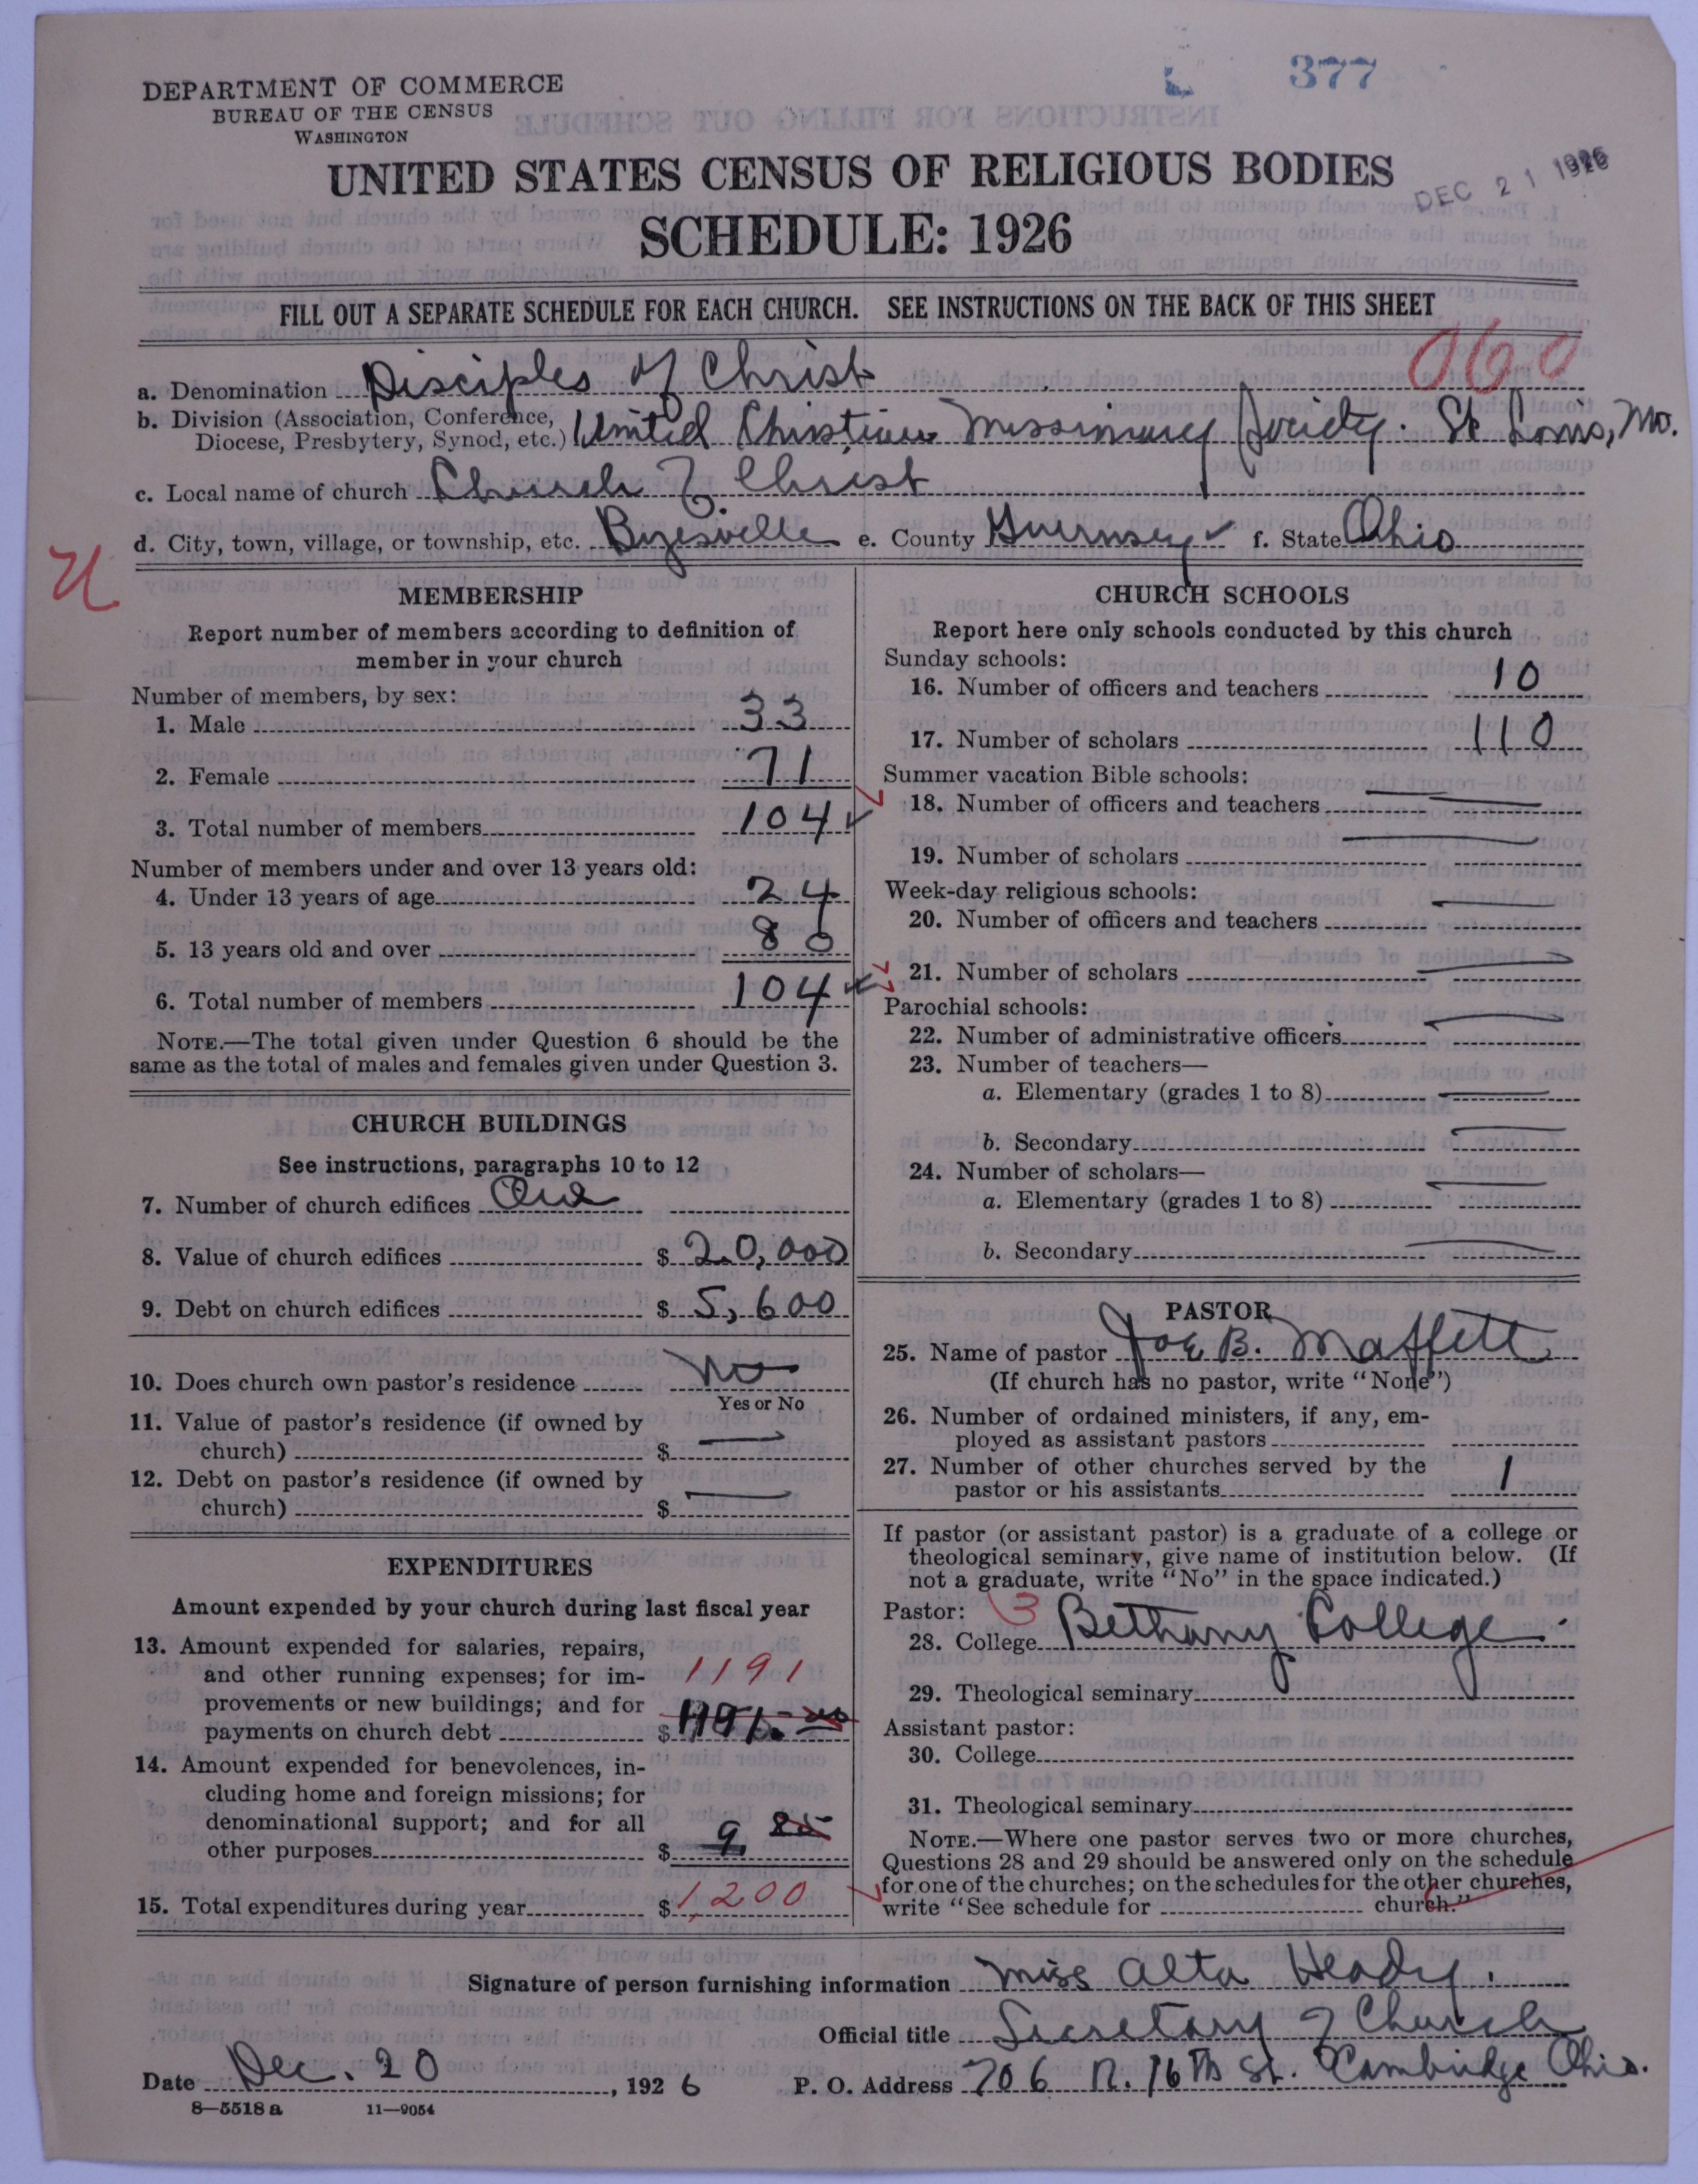 377
DEPARTMENT OF COMMERCE
BUREAU OF THE CENSUS
WASHINGTON
UNITED STATES CENSUS OF RELIGIOUS BODIES
DEC 21 1926
SCHEDULE: 1926
FILL OUT A SEPARATE SCHEDULE FOR EACH CHURCH. SEE INSTRUCTIONS ON THE BACK OF THIS SHEET
060
a. Denomination Disciples of Christ
b. Division (Association, Conference,
Diocese, Presbytery, Synod, etc.) United Christian Missionary Society. St Louis, Mo.
c. Local name of church Church of Christ
d. City, town, village, or township, etc. Byesville e. County Guernsey f. State Ohio
MEMBERSHIP
Report number of members according to definition of
member in your church
Number of members, by sex:
1. Male 33
2. Female 71
3. Total number of members 104
Number of members under and over 13 years old:
4. Under 13 years of age 24
5. 13 years old and over 80
6. Total number of members 104
NOTE.—The total given under Question 6 should be the
same as the total of males and females given under Question 3.
CHURCH BUILDINGS
See instructions, paragraphs 10 to 12
7. Number of church edifices One
8. Value of church edifices $ 20,000
9. Debt on church edifices $ 5,600
10. Does church own pastor's residence No
Yes or No
11. Value of pastor's residence (if owned by
church) $ —
12. Debt on pastor's residence (if owned by
church) $ —
EXPENDITURES
Amount expended by your church during last fiscal year
13. Amount expended for salaries, repairs,
and other running expenses; for im- 1191
provements or new buildings; and for
payments on church debt $
14. Amount expended for benevolences, in-
cluding home and foreign missions; for
denominational support; and for all
other purposes $ 9 85
15. Total expenditures during year $ 1,200
CHURCH SCHOOLS
Report here only schools conducted by this church
Sunday schools:
16. Number of officers and teachers 10
17. Number of scholars 110
Summer vacation Bible schools:
18. Number of officers and teachers —
19. Number of scholars —
Week-day religious schools:
20. Number of officers and teachers —
21. Number of scholars —
Parochial schools:
22. Number of administrative officers —
23. Number of teachers—
a. Elementary (grades 1 to 8) —
b. Secondary —
24. Number of scholars—
a. Elementary (grades 1 to 8) —
b. Secondary —
PASTOR
25. Name of pastor Joe B. Maffett
(If church has no pastor, write "None")
26. Number of ordained ministers, if any, em-
ployed as assistant pastors
27. Number of other churches served by the
pastor or his assistants 1
If pastor (or assistant pastor) is a graduate of a college or
theological seminary, give name of institution below. (If
not a graduate, write "No" in the space indicated.)
Pastor: 3
28. College Bethany College.
29. Theological seminary
Assistant pastor:
30. College
31. Theological seminary
NOTE.—Where one pastor serves two or more churches,
Questions 28 and 29 should be answered only on the schedule
for one of the churches; on the schedules for the other churches,
write "See schedule for church."
Signature of person furnishing information Miss Alta Heady.
Official title Secretary of Church
Date Dec. 20, 1926 P. O. Address 706 N. 16th St. Cambridge Ohio.
8—5518 a 11—9054